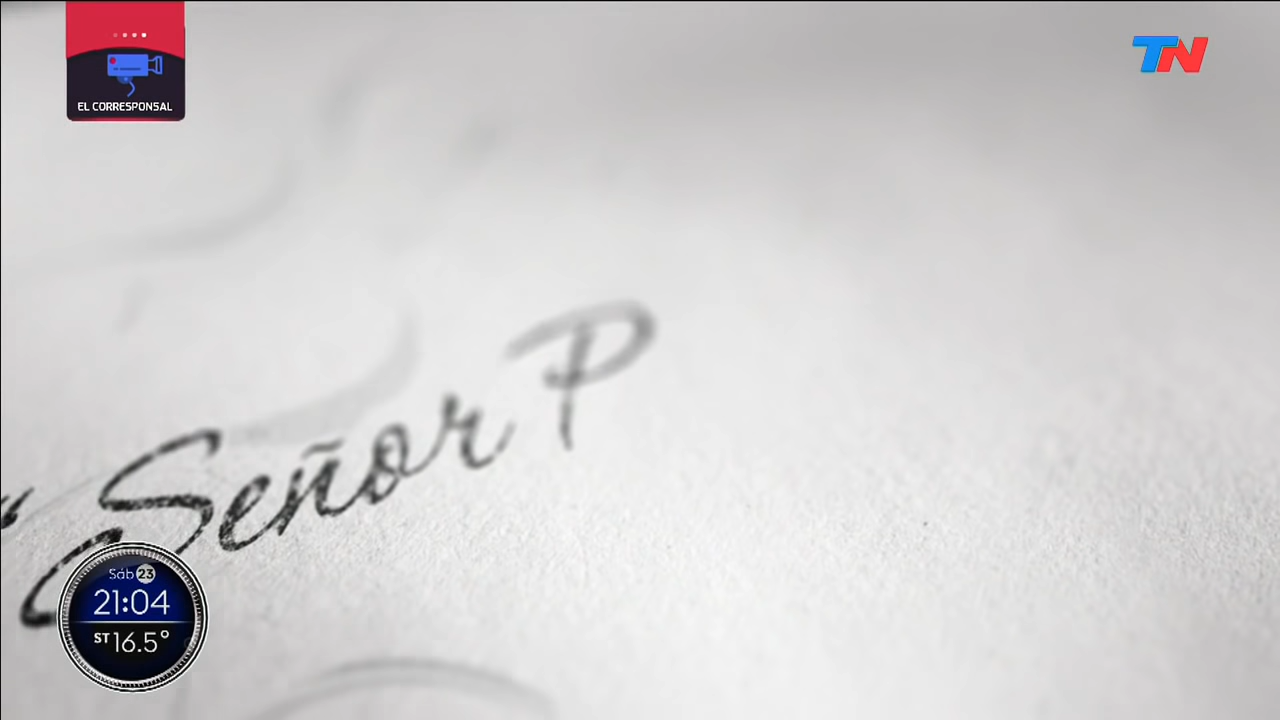 EL CORRESPONSAL
TN
“Señor P
Sáb 23
21:04
ST 16.5°